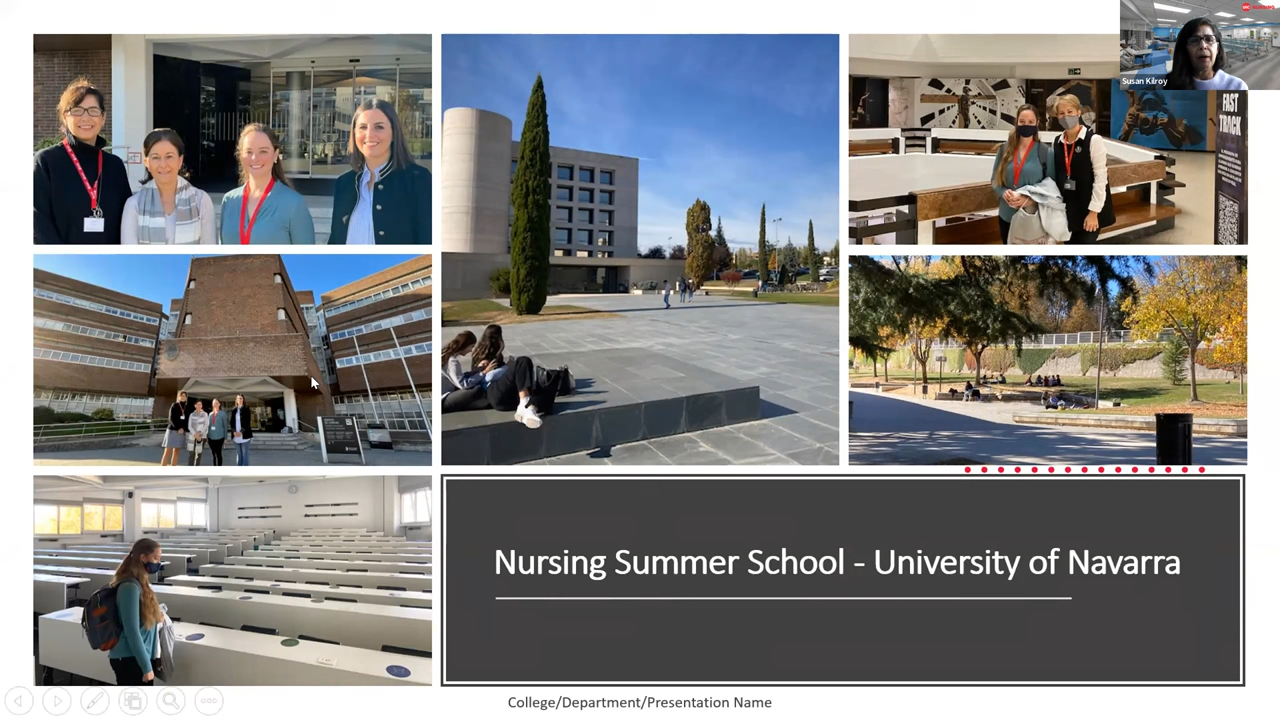 Susan Kilroy
FAST
TRACK
Nursing Summer School - University of Navarra
College/Department/Presentation Name